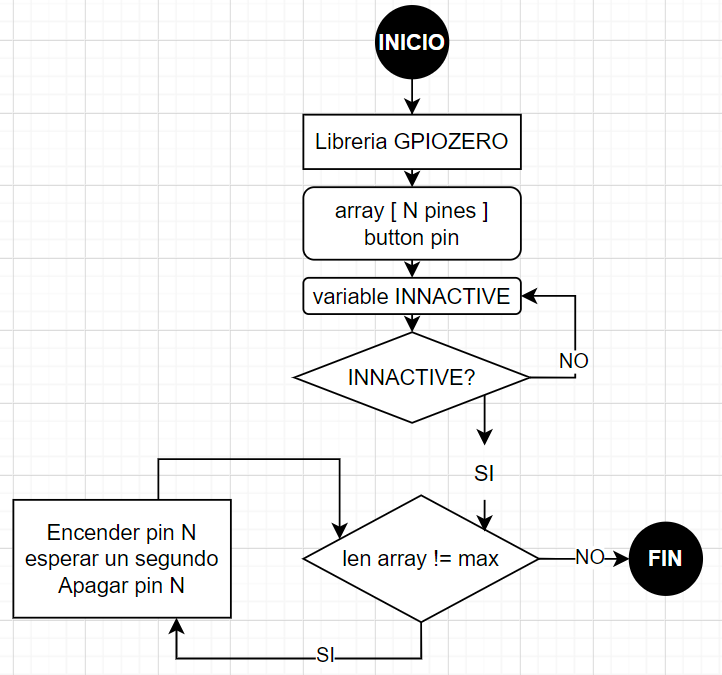 INICIO
Libreria GPIOZERO
array [ N pines ]
button pin
variable INNACTIVE
NO
INNACTIVE?
SI
Encender pin N
esperar un segundo
Apagar pin N
len array != max
NO
FIN
SI